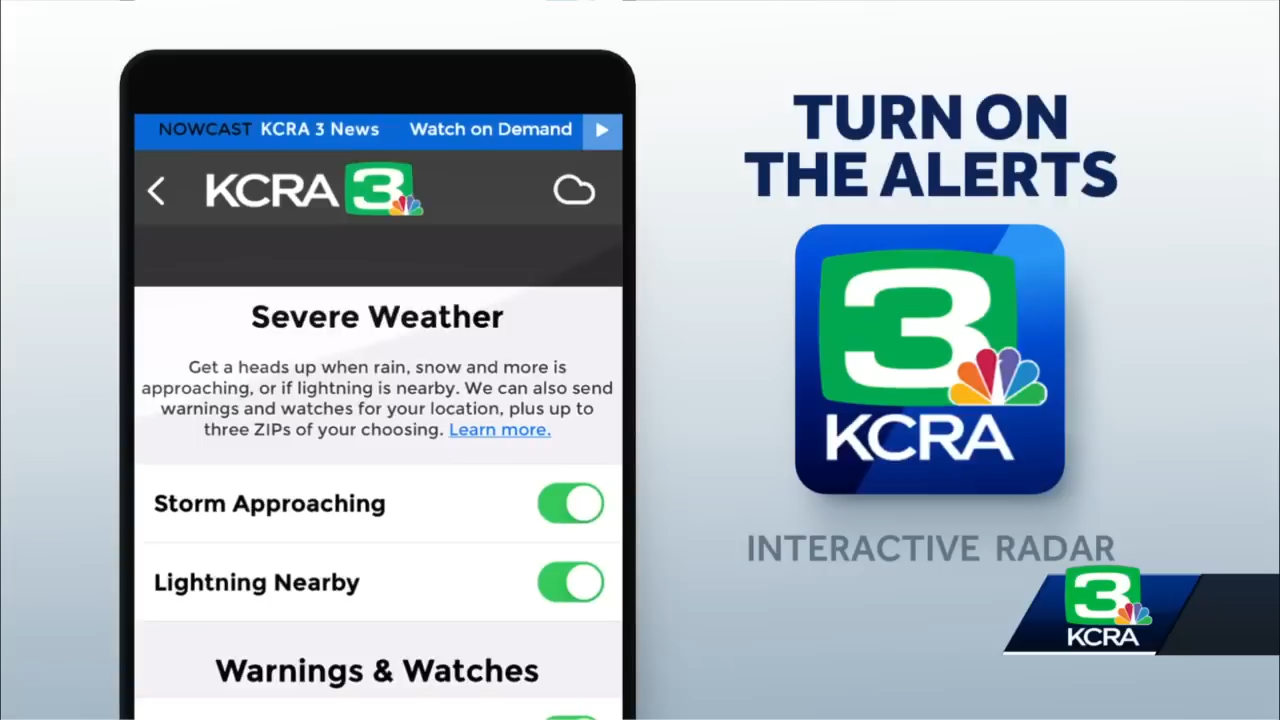 NOWCAST KCRA 3 News Watch on Demand
KCRA 3
Severe Weather
Get a heads up when rain, snow and more is
approaching, or if lightning is nearby. We can also send
warnings and watches for your location, plus up to
three ZIPs of your choosing. Learn more.
Storm Approaching
Lightning Nearby
Warnings & Watches
TURN ON
THE ALERTS
3
KCRA
INTERACTIVE RADAR
3
KCRA